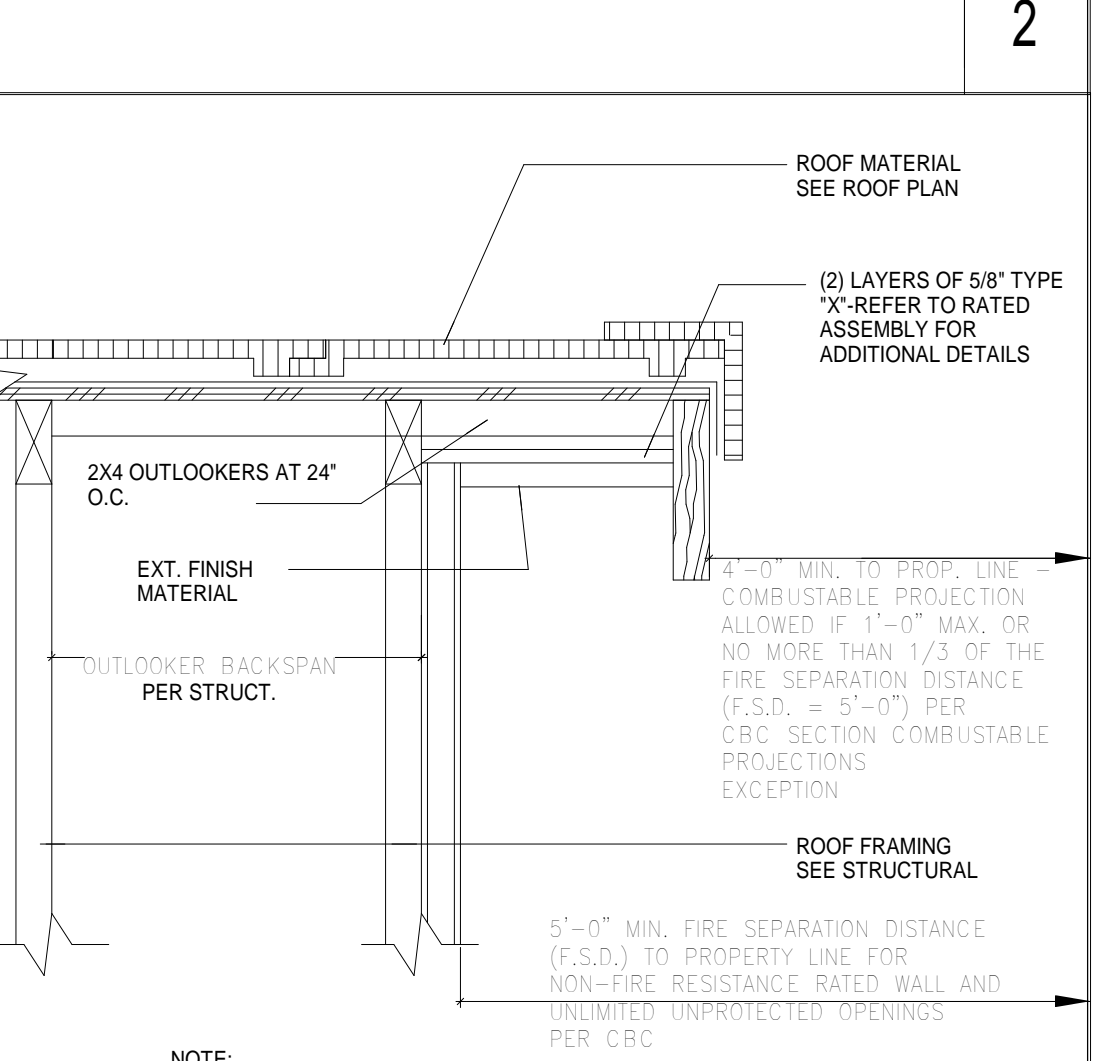 2
ROOF MATERIAL
SEE ROOF PLAN
(2) LAYERS OF 5/8" TYPE
"X"-REFER TO RATED
ASSEMBLY FOR
ADDITIONAL DETAILS
2X4 OUTLOOKERS AT 24"
O.C.
EXT. FINISH
MATERIAL
4'-0" MIN. TO PROP. LINE -
COMBUSTABLE PROJECTION
ALLOWED IF 1'-0" MAX. OR
NO MORE THAN 1/3 OF THE
FIRE SEPARATION DISTANCE
(F.S.D. = 5'-0") PER
CBC SECTION COMBUSTABLE
PROJECTIONS
EXCEPTION
OUTLOOKER BACKSPAN
PER STRUCT.
ROOF FRAMING
SEE STRUCTURAL
5'-0" MIN. FIRE SEPARATION DISTANCE
(F.S.D.) TO PROPERTY LINE FOR
NON-FIRE RESISTANCE RATED WALL AND
UNLIMITED UNPROTECTED OPENINGS
PER CBC
NOTE: